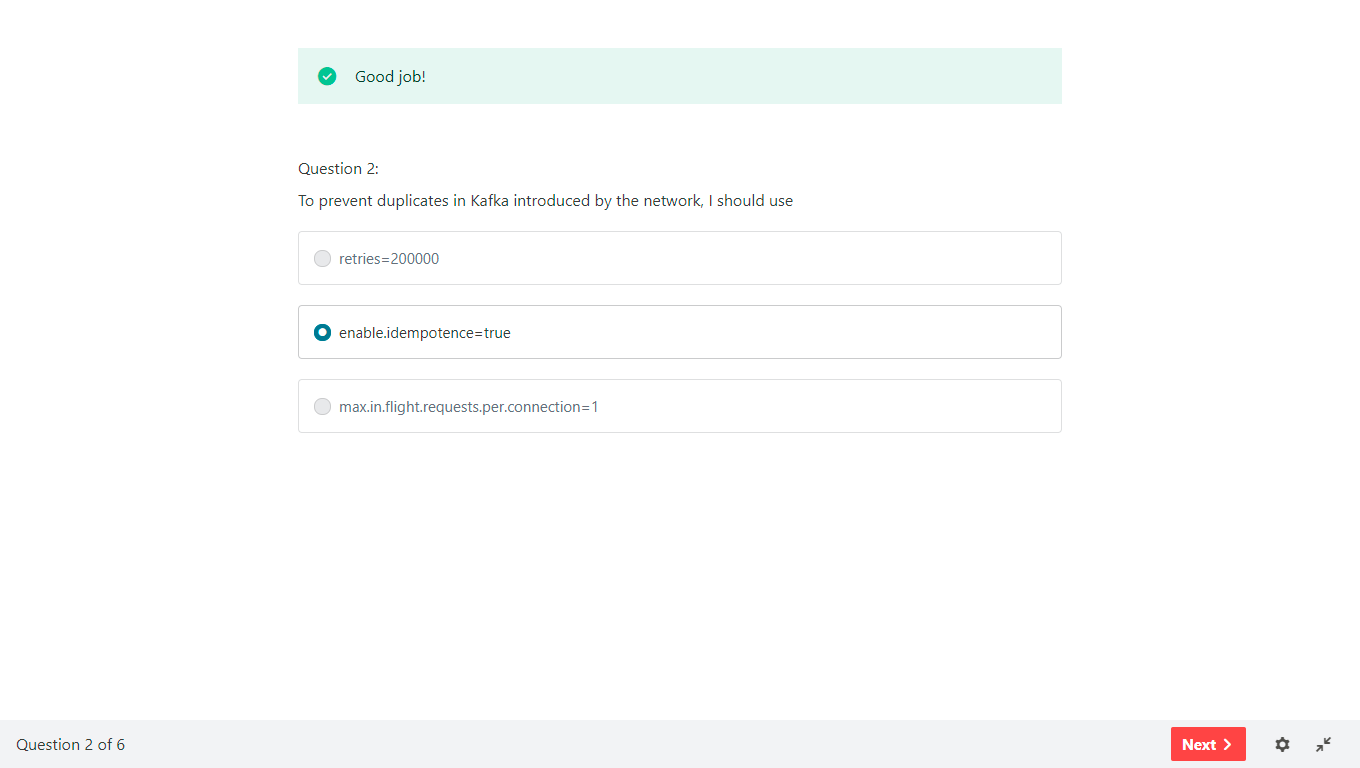 Good job!
Question 2:
To prevent duplicates in Kafka introduced by the network, I should use
retries=200000
enable.idempotence=true
max.in.flight.requests.per.connection=1
Question 2 of 6
Next